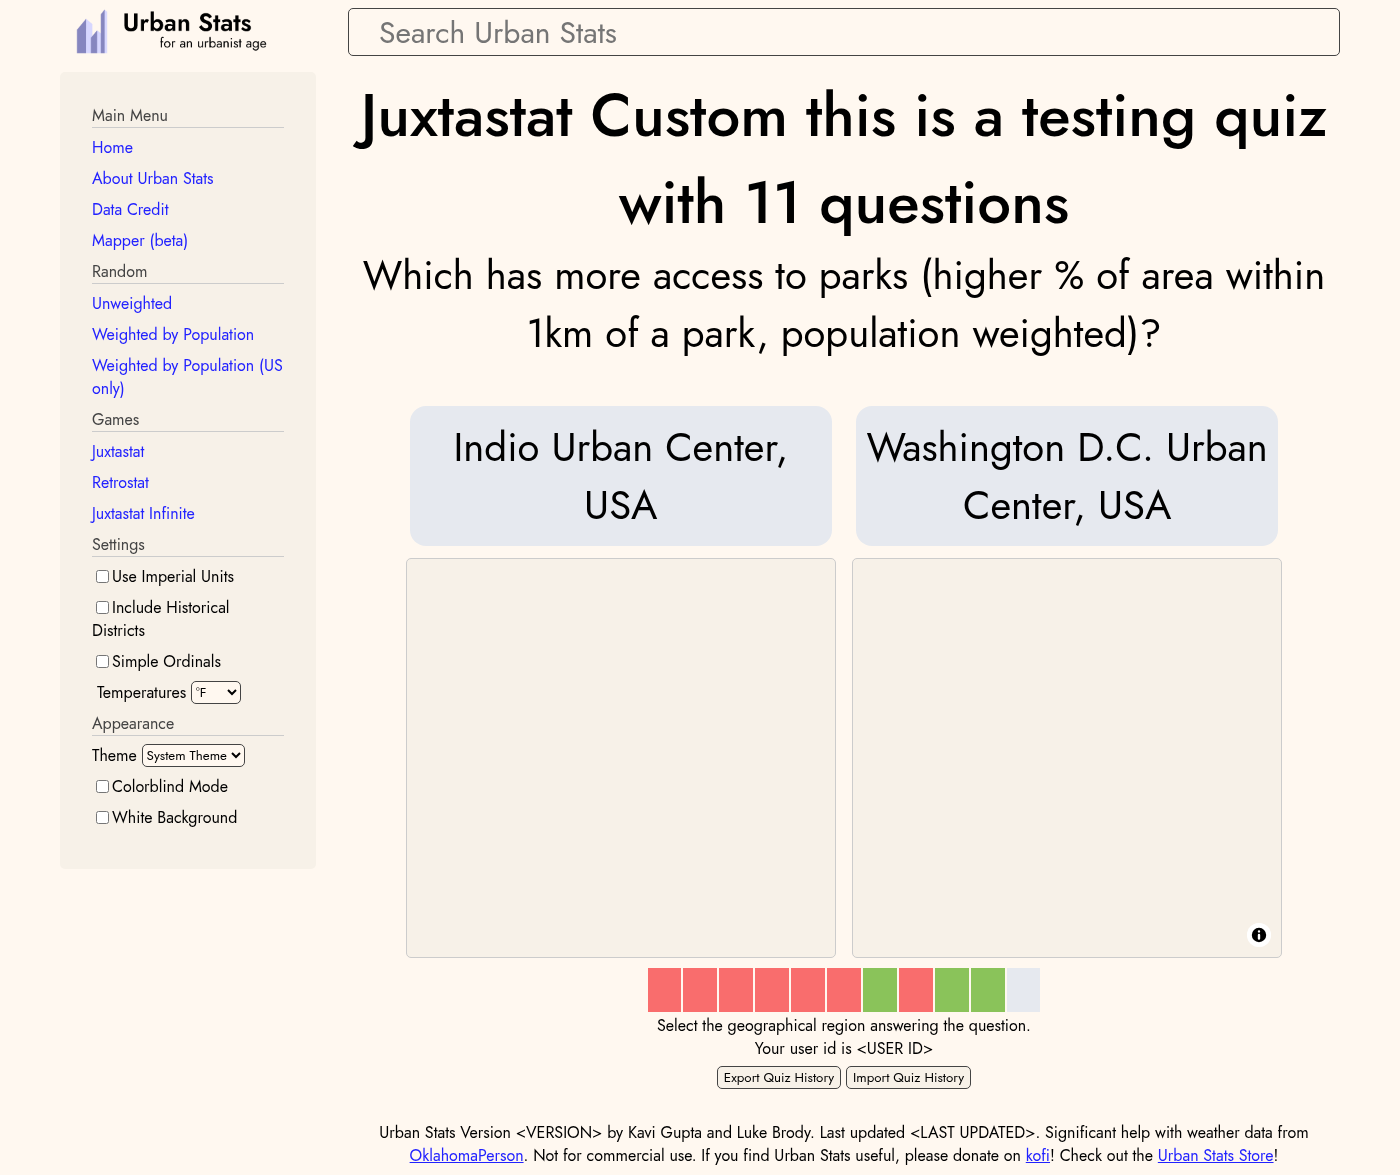 Urban Stats
for an urbanist age
Search Urban Stats
Main Menu
Home
About Urban Stats
Data Credit
Mapper (beta)
Random
Unweighted
Weighted by Population
Weighted by Population (US
only)
Games
Juxtastat
Retrostat
Juxtastat Infinite
Settings
Use Imperial Units
Include Historical
Districts
Simple Ordinals
Temperatures °F
Appearance
Theme System Theme
Colorblind Mode
White Background
Juxtastat Custom this is a testing quiz
with 11 questions
Which has more access to parks (higher % of area within
1km of a park, population weighted)?
Indio Urban Center,
USA
Washington D.C. Urban
Center, USA
Select the geographical region answering the question.
Your user id is <USER ID>
Export Quiz History Import Quiz History
Urban Stats Version <VERSION> by Kavi Gupta and Luke Brody. Last updated <LAST UPDATED>. Significant help with weather data from
OklahomaPerson. Not for commercial use. If you find Urban Stats useful, please donate on kofi! Check out the Urban Stats Store!